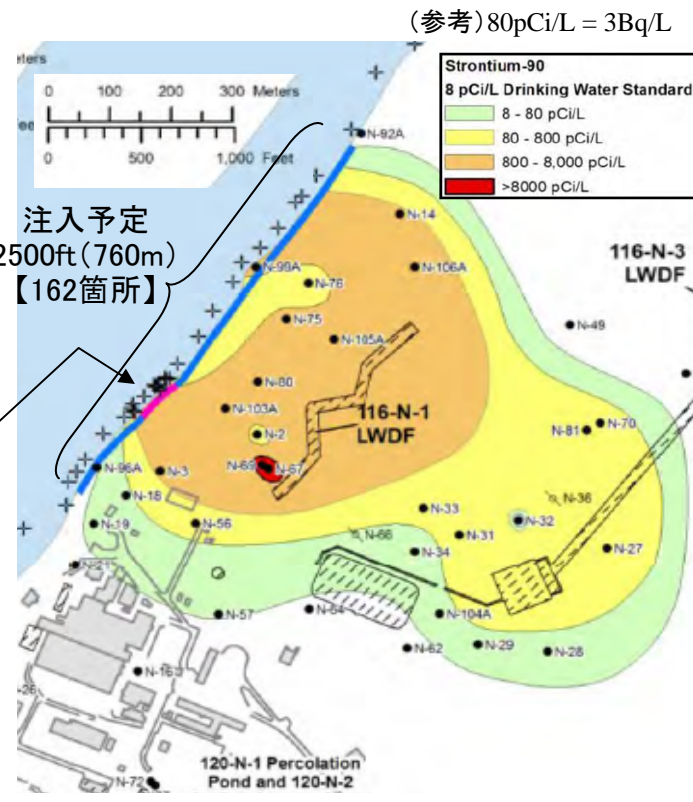 (参考)80pCi/L = 3Bq/L
Strontium-90
8 pCi/L Drinking Water Standard
8 - 80 pCi/L
80 - 800 pCi/L
800 - 8,000 pCi/L
>8000 pCi/L
0 100 200 300 Meters
0 500 1,000 Feet
注入予定
2500ft(760m)
【162箇所】
N-92A
N-14
116-N-3
LWDF
N-99A
N-106A
N-76
N-75
N-49
N-105A
N-80
N-103A
116-N-1
LWDF
N-2
N-81
N-70
N-96A
N-3
N-69
N-67
N-18
N-36
N-19
N-56
N-33
N-32
N-66
N-31
N-34
N-27
N-57
N-64
N-104A
N-62
N-29
N-28
N-16
120-N-1 Percolation
Pond and 120-N-2
N-72